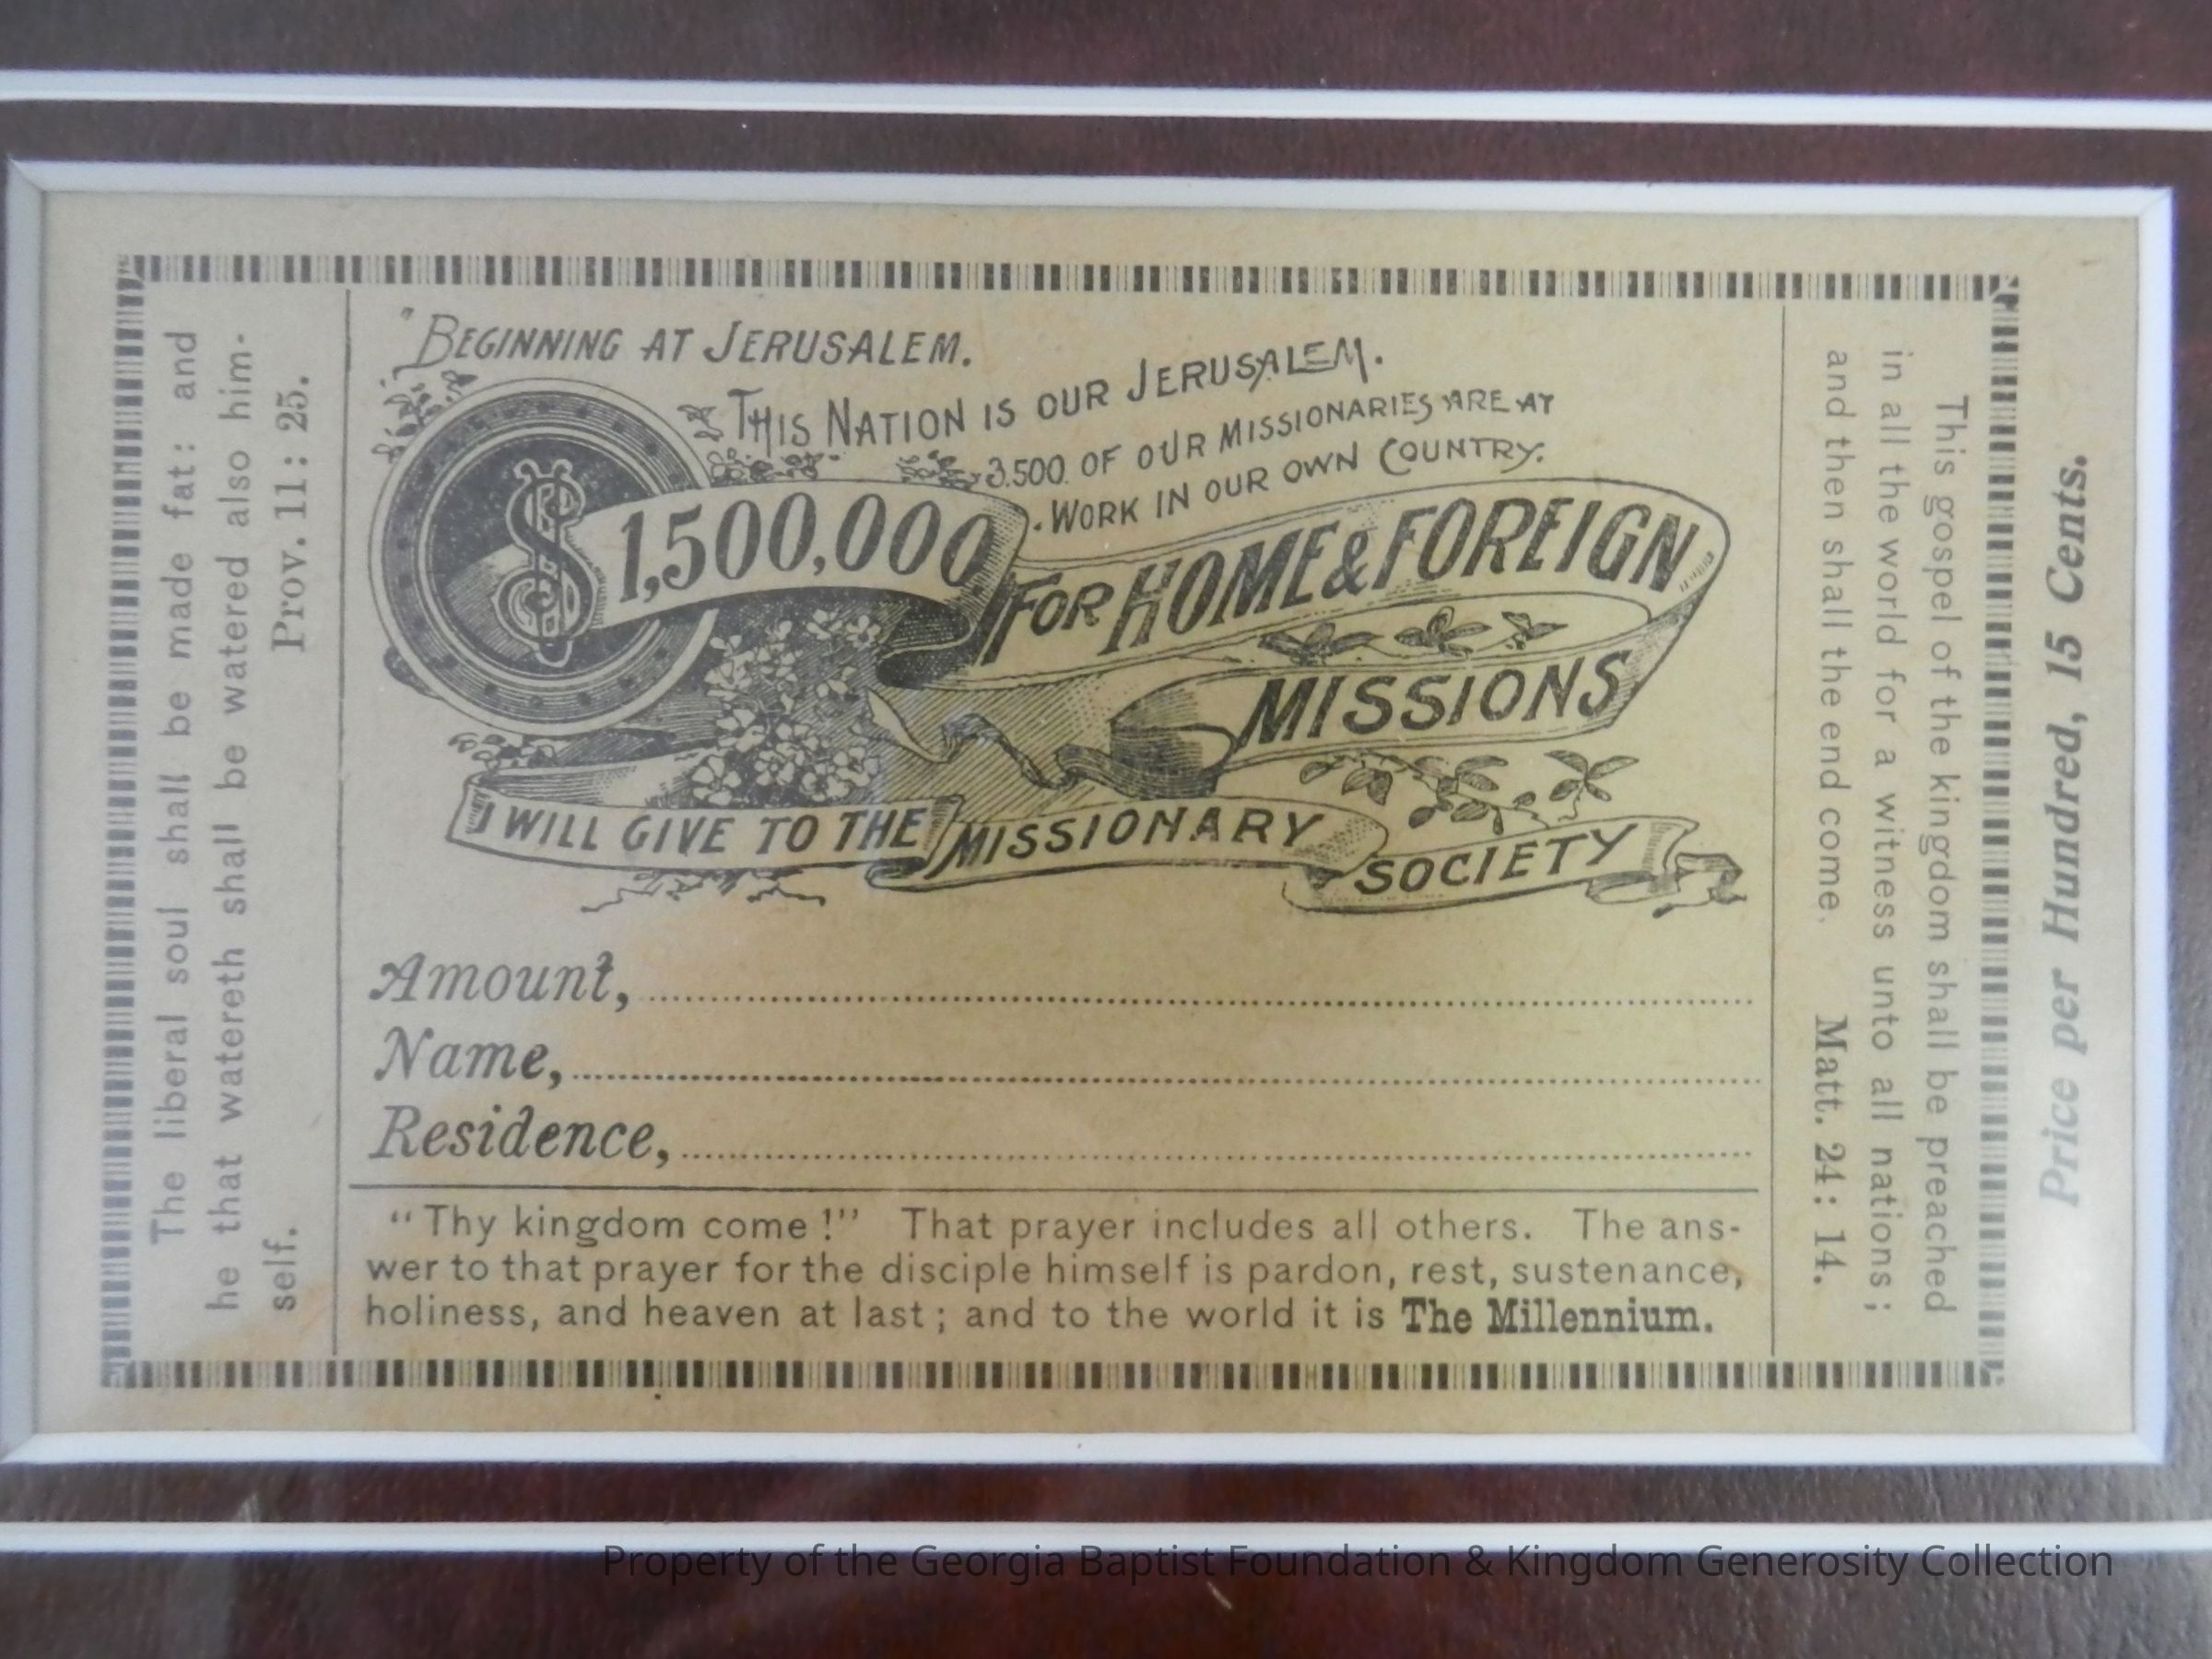 "BEGINNING AT JERUSALEM.
THIS NATION IS OUR JERUSALEM.
3.500 OF OUR MISSIONARIES ARE AT
WORK IN OUR OWN COUNTRY.
$1,500,000
FOR HOME & FOREIGN
MISSIONS
I WILL GIVE TO THE MISSIONARY SOCIETY
Amount,
Name,
Residence,
"Thy kingdom come!" That prayer includes all others. The ans-
wer to that prayer for the disciple himself is pardon, rest, sustenance,
holiness, and heaven at last; and to the world it is The Millennium.
The liberal soul shall be made fat: and
he that watereth shall be watered also him-
self. Prov. 11: 25.
This gospel of the kingdom shall be preached
in all the world for a witness unto all nations;
and then shall the end come. Matt. 24: 14.
Price per Hundred, 15 Cents.
Property of the Georgia Baptist Foundation & Kingdom Generosity Collection